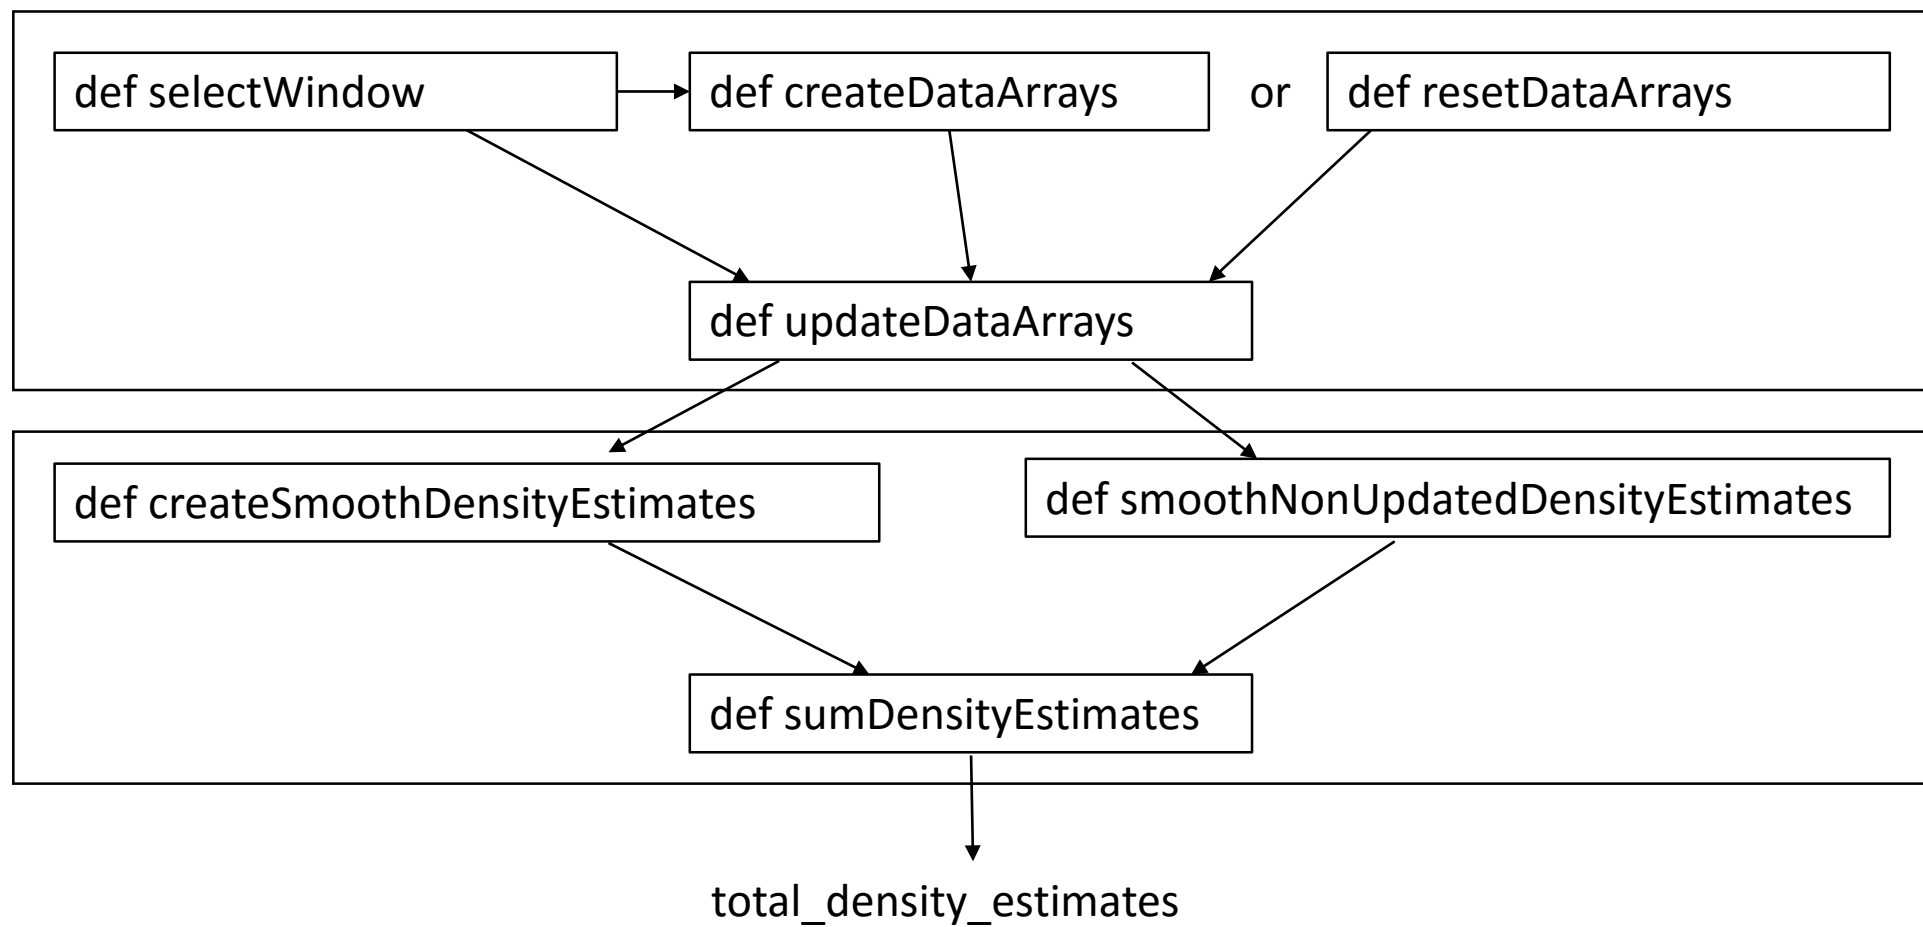 def selectWindow
def createDataArrays
or
def resetDataArrays
def updateDataArrays
def createSmoothDensityEstimates
def smoothNonUpdatedDensityEstimates
def sumDensityEstimates
total_density_estimates